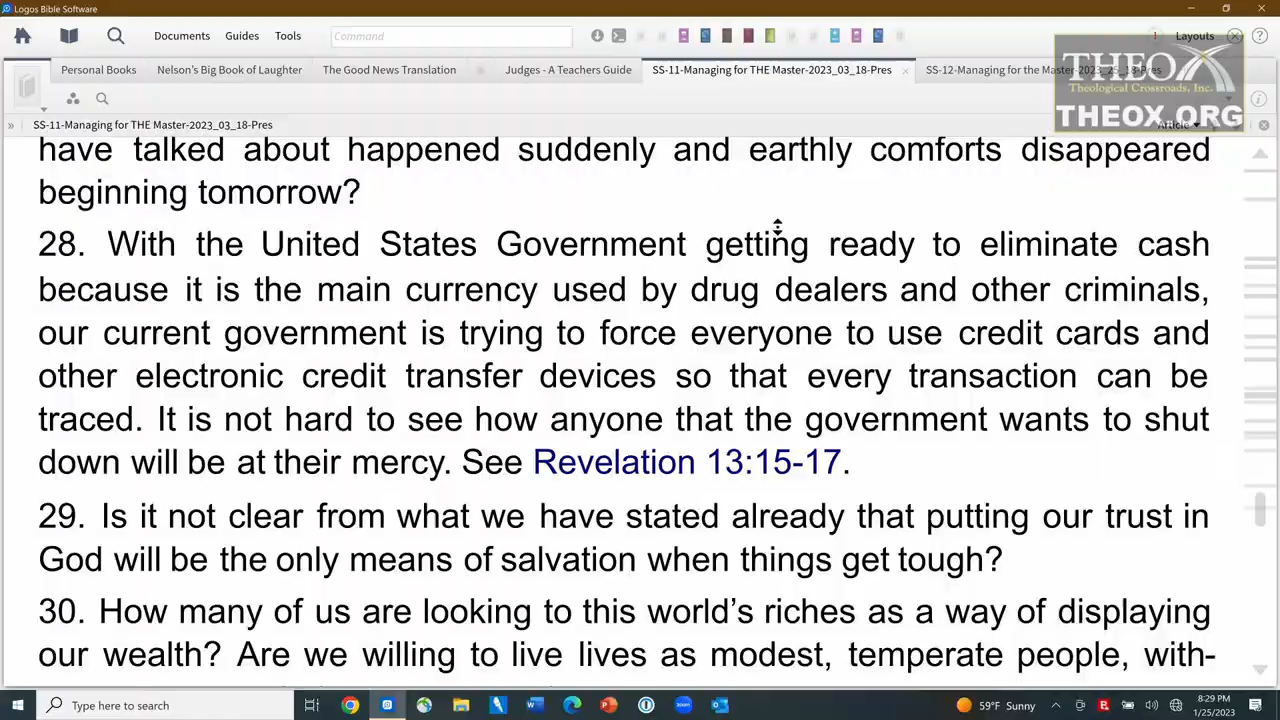 Logos Bible Software
Documents Guides Tools Command Layouts
THEOX
Theological Crossroads, Inc.
THEOX.ORG
Personal Books Nelson's Big Book of Laughter The Good News Judges - A Teachers Guide SS-11-Managing for THE Master-2023_03_18-Pres SS-12-Managing for the Master-2023_25_18-Pres
SS-11-Managing for THE Master-2023_03_18-Pres Article
have talked about happened suddenly and earthly comforts disappeared
beginning tomorrow?
28. With the United States Government getting ready to eliminate cash
because it is the main currency used by drug dealers and other criminals,
our current government is trying to force everyone to use credit cards and
other electronic credit transfer devices so that every transaction can be
traced. It is not hard to see how anyone that the government wants to shut
down will be at their mercy. See Revelation 13:15-17.
29. Is it not clear from what we have stated already that putting our trust in
God will be the only means of salvation when things get tough?
30. How many of us are looking to this world's riches as a way of displaying
our wealth? Are we willing to live lives as modest, temperate people, with-
Type here to search
59°F Sunny
8:29 PM
1/25/2023